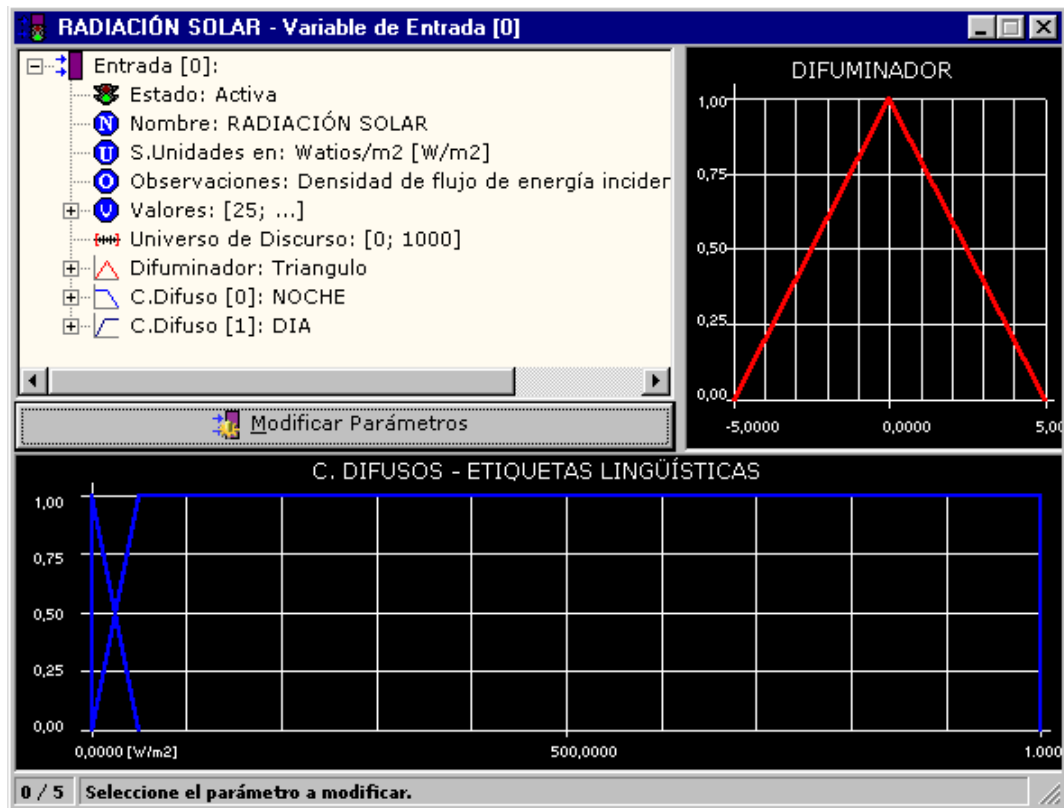 RADIACIÓN SOLAR - Variable de Entrada [0]
Entrada [0]:
Estado: Activa
N Nombre: RADIACIÓN SOLAR
U S.Unidades en: Watios/m2 [W/m2]
O Observaciones: Densidad de flujo de energía incider
V Valores: [25; ...]
Universo de Discurso: [0; 1000]
Difuminador: Triangulo
C.Difuso [0]: NOCHE
C.Difuso [1]: DIA
Modificar Parámetros
DIFUMINADOR
1,00
0,75
0,50
0,25
0,00
-5,0000 0,0000 5,00
C. DIFUSOS - ETIQUETAS LINGÜÍSTICAS
1,00
0,75
0,50
0,25
0,00
0,0000 [W/m2] 500,0000 1.000
0 / 5 Seleccione el parámetro a modificar.